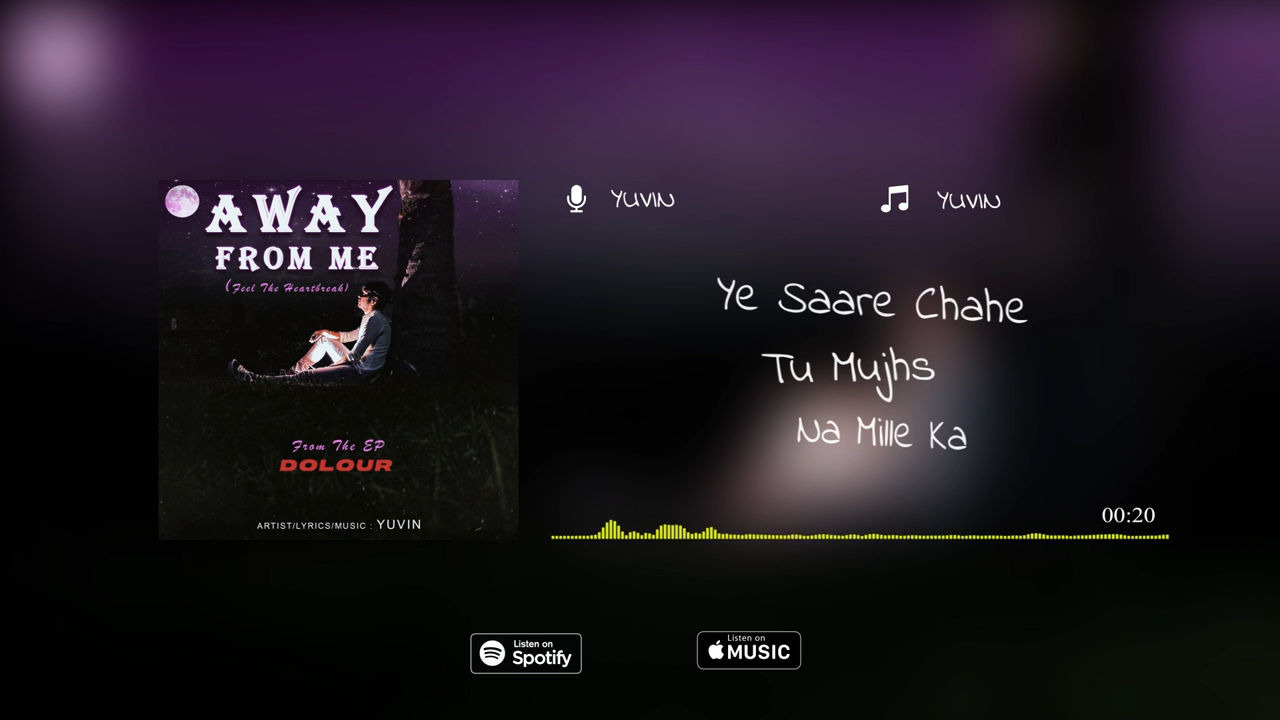 AWAY
FROM ME
(Feel The Heartbreak)
From The EP
DOLOUR
ARTIST/LYRICS/MUSIC : YUVIN
YUVIN
YUVIN
Ye Saare Chahe
Tu Mujhs
Na Mille Ka
00:20
Listen on
Spotify
Listen on
MUSIC